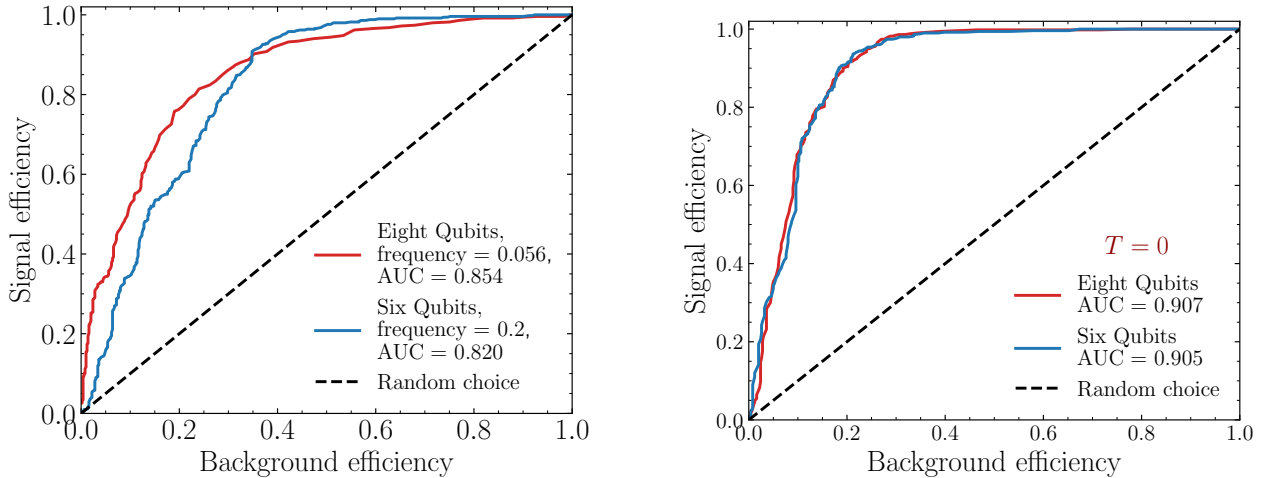 1.0
0.8
0.6
0.4
0.2
0.0
Signal efficiency
Eight Qubits,
frequency = 0.056,
AUC = 0.854
Six Qubits,
frequency = 0.2,
AUC = 0.820
Random choice
0.0 0.2 0.4 0.6 0.8 1.0
Background efficiency
1.0
0.8
0.6
0.4
0.2
0.0
Signal efficiency
T = 0
Eight Qubits
AUC = 0.907
Six Qubits
AUC = 0.905
Random choice
0.0 0.2 0.4 0.6 0.8 1.0
Background efficiency